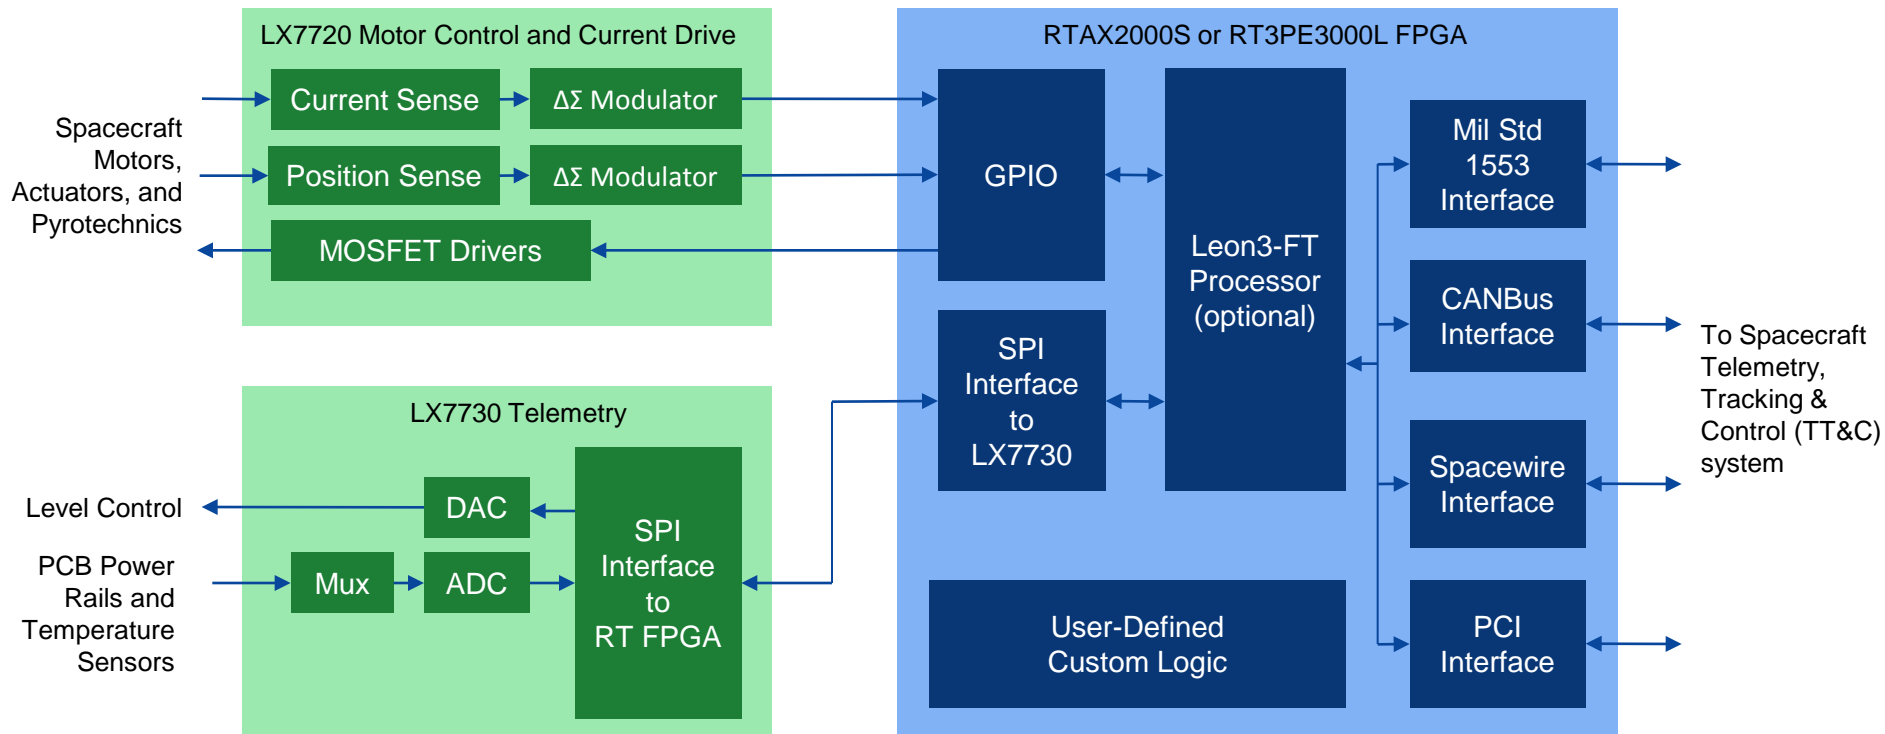 LX7720 Motor Control and Current Drive
RTAX2000S or RT3PE3000L FPGA
Spacecraft
Motors,
Actuators, and
Pyrotechnics
Current Sense
ΔΣ Modulator
Position Sense
ΔΣ Modulator
MOSFET Drivers
GPIO
Leon3-FT
Processor
(optional)
SPI
Interface
to
LX7730
Mil Std
1553
Interface
CANBus
Interface
Spacewire
Interface
PCI
Interface
User-Defined
Custom Logic
To Spacecraft
Telemetry,
Tracking &
Control (TT&C)
system
LX7730 Telemetry
Level Control
DAC
PCB Power
Rails and
Temperature
Sensors
Mux
ADC
SPI
Interface
to
RT FPGA